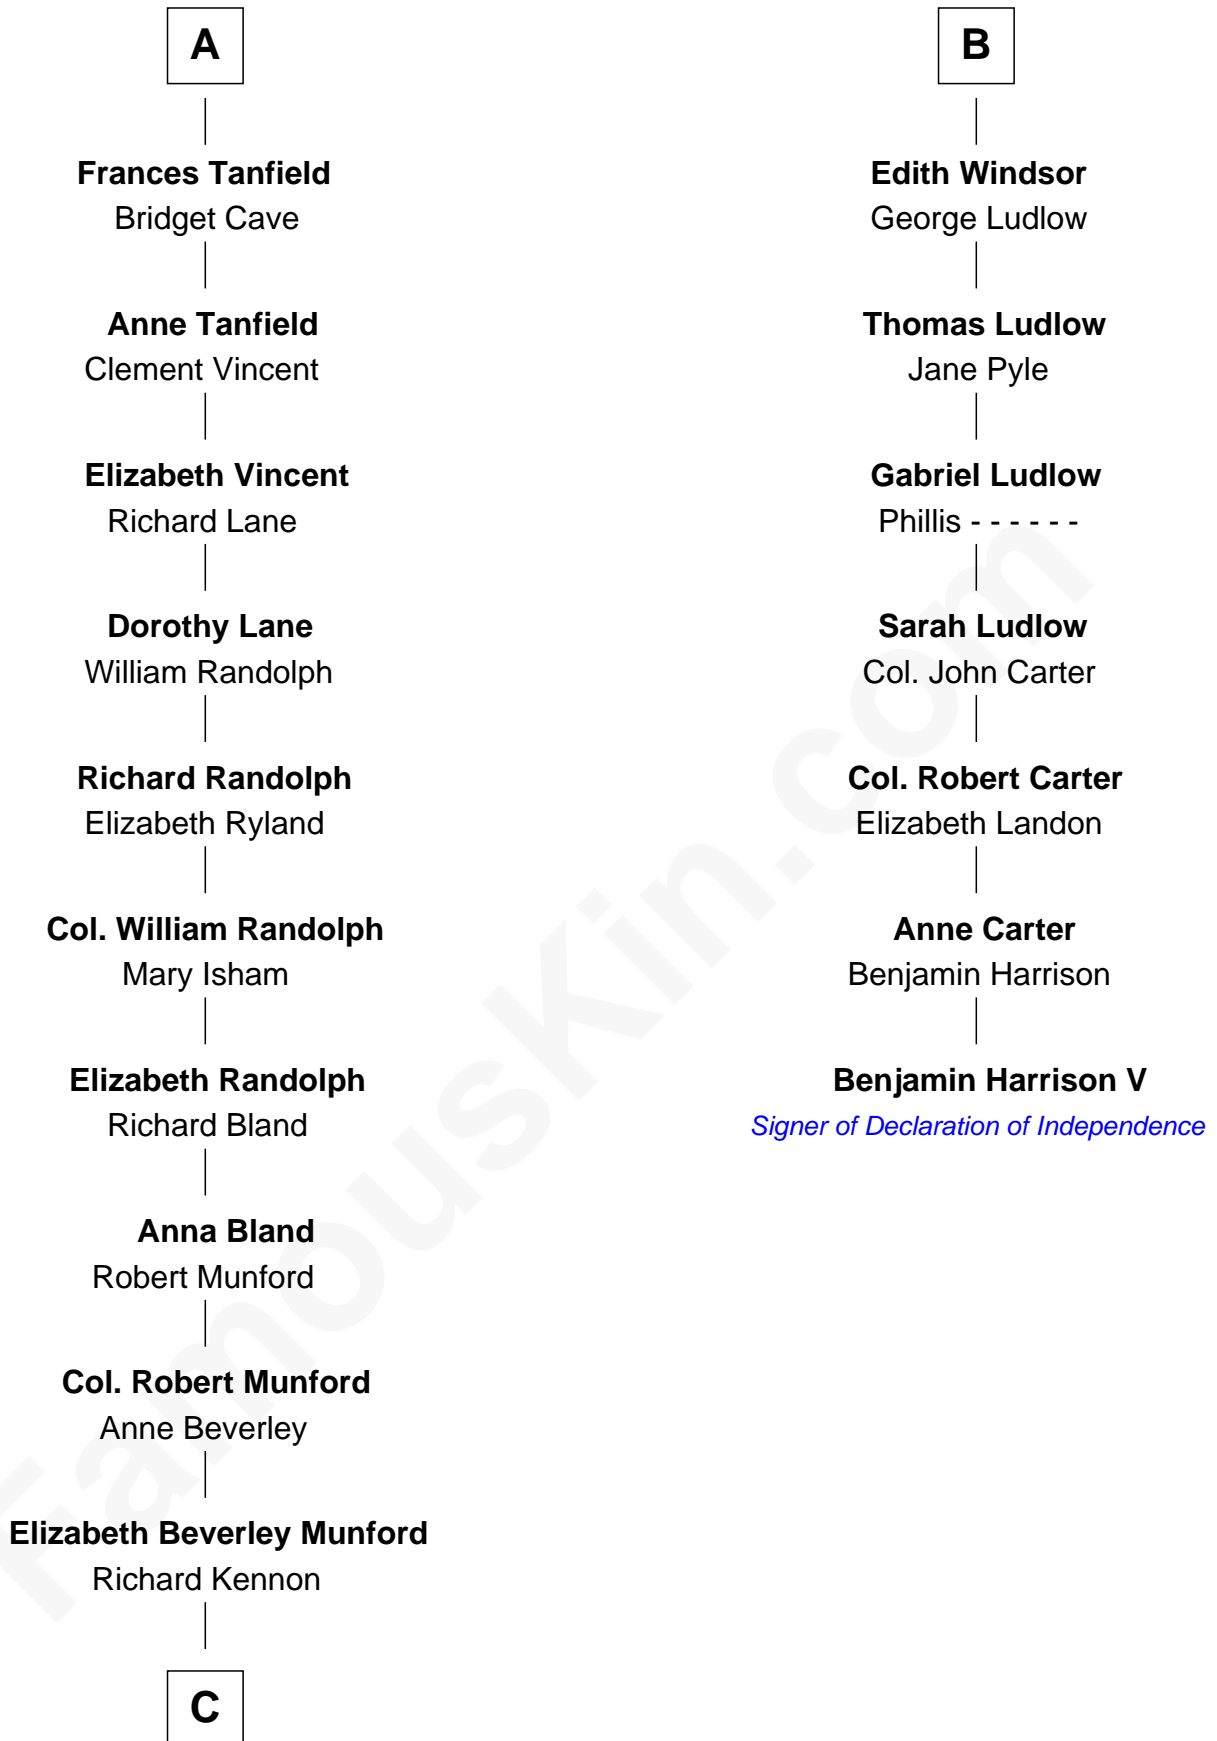 A
Frances Tanfield
Bridget Cave
Anne Tanfield
Clement Vincent
Elizabeth Vincent
Richard Lane
Dorothy Lane
William Randolph
Richard Randolph
Elizabeth Ryland
Col. William Randolph
Mary Isham
Elizabeth Randolph
Richard Bland
Anna Bland
Robert Munford
Col. Robert Munford
Anne Beverley
Elizabeth Beverley Munford
Richard Kennon
C
B
Edith Windsor
George Ludlow
Thomas Ludlow
Jane Pyle
Gabriel Ludlow
Phillis - - - - - -
Sarah Ludlow
Col. John Carter
Col. Robert Carter
Elizabeth Landon
Anne Carter
Benjamin Harrison
Benjamin Harrison V
Signer of Declaration of Independence
FamousKin.com